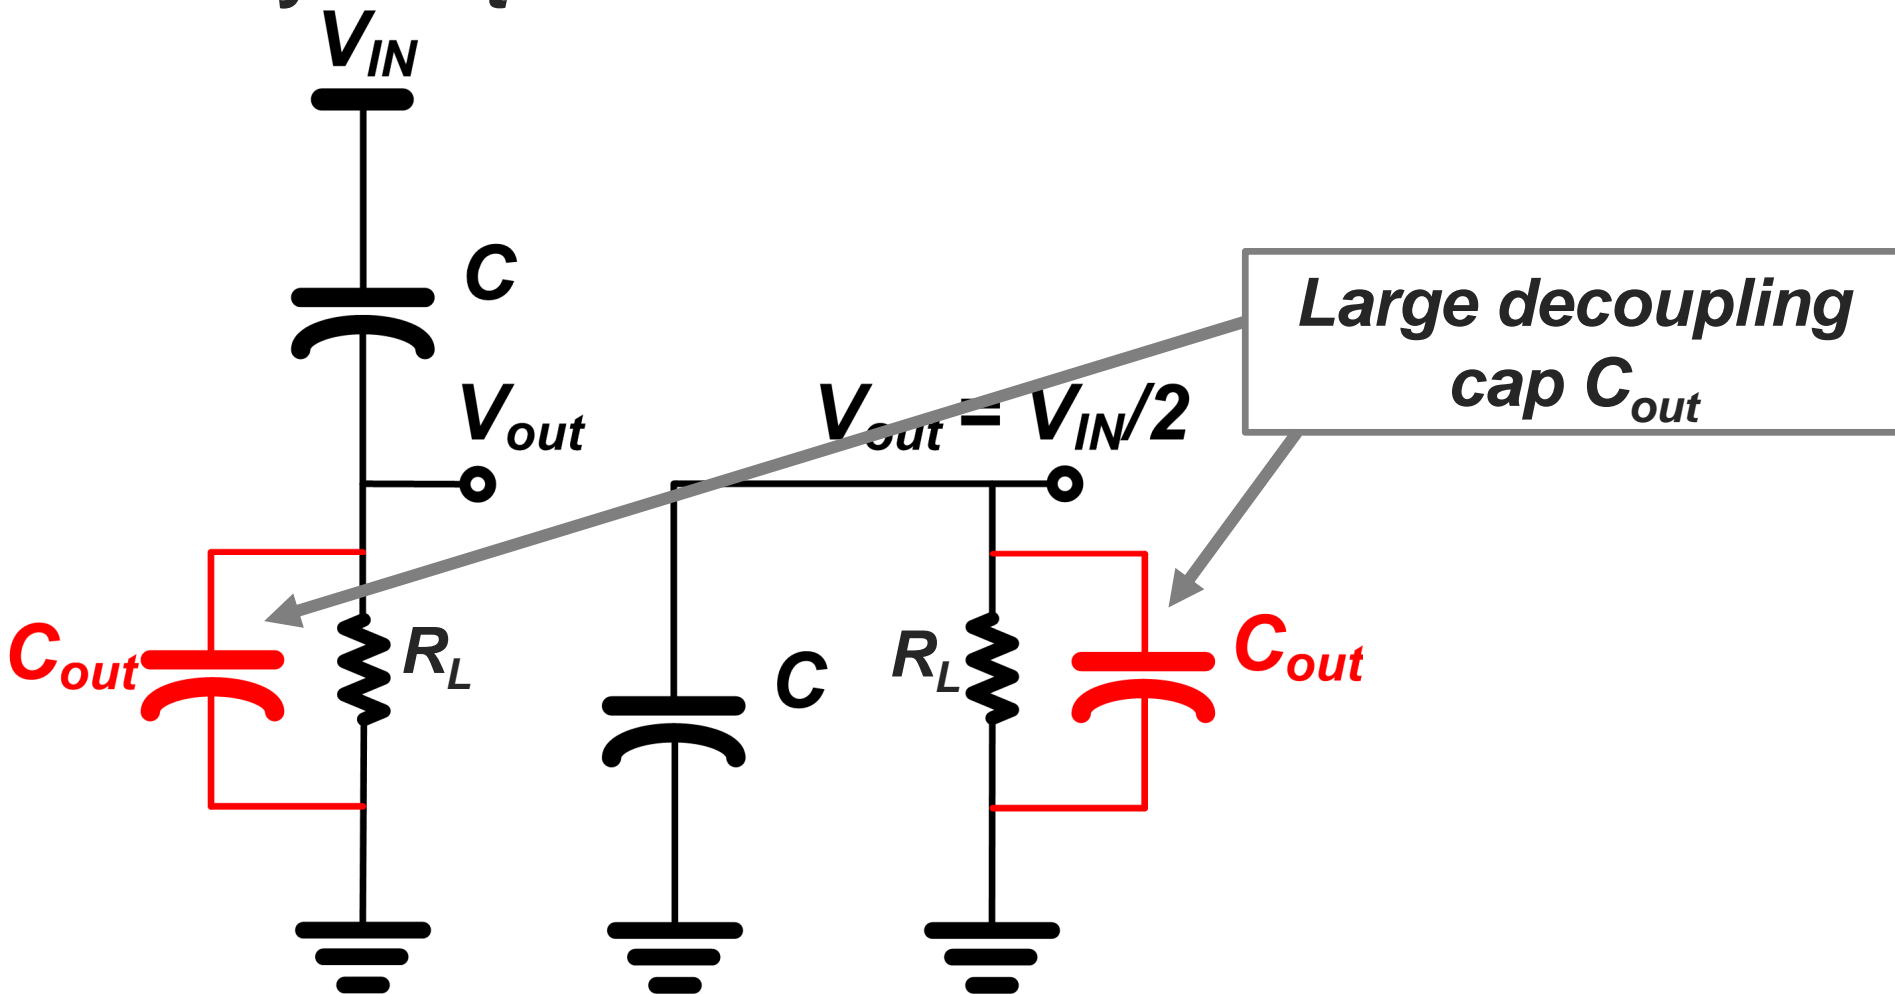 V_IN
C
Large decoupling
cap C_out
V_out
V_out = V_IN/2
C_out
R_L
C
R_L
C_out